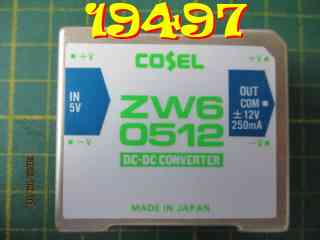 19497
COSEL
+V
+V
IN
5V
ZW6
0512
OUT
COM
±12V
250mA
-V
-V
DC-DC CONVERTER
MADE IN JAPAN